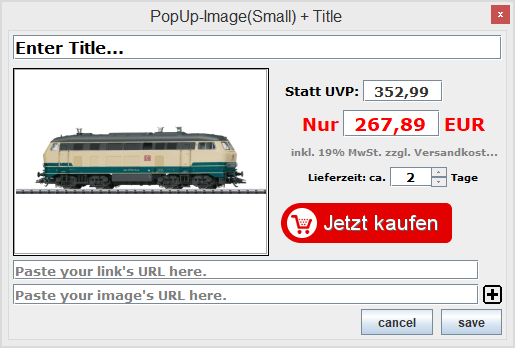 PopUp-Image(Small) + Title
x
Enter Title...
Statt UVP: 352,99
Nur 267,89 EUR
inkl. 19% MwSt. zzgl. Versandkost...
Lieferzeit: ca. 2 Tage
Jetzt kaufen
Paste your link's URL here.
Paste your image's URL here.
cancel save